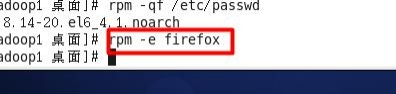 adoop1 桌面]# rpm -qf /etc/passwd
8.14-20.el6_4.1.noarch
adoop1 桌面]# rpm -e firefox
adoop1 桌面]#